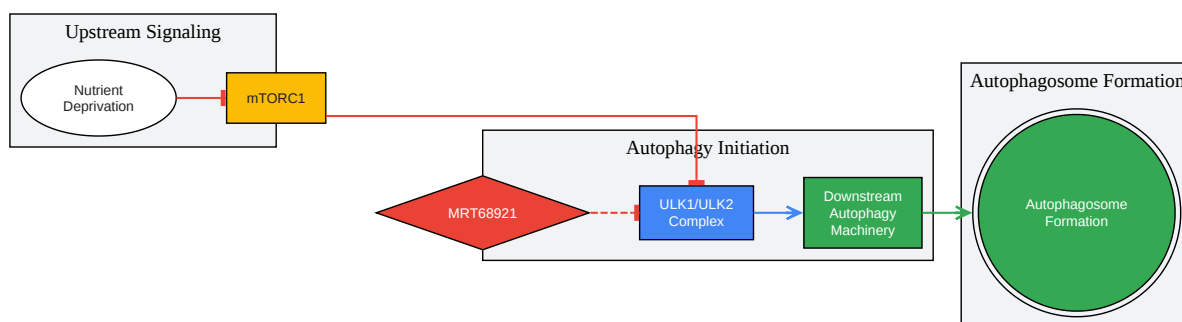 Upstream Signaling
Nutrient
Deprivation
mTORC1
Autophagy Initiation
MRT68921
ULK1/ULK2
Complex
Downstream
Autophagy
Machinery
Autophagosome Formation
Autophagosome
Formation